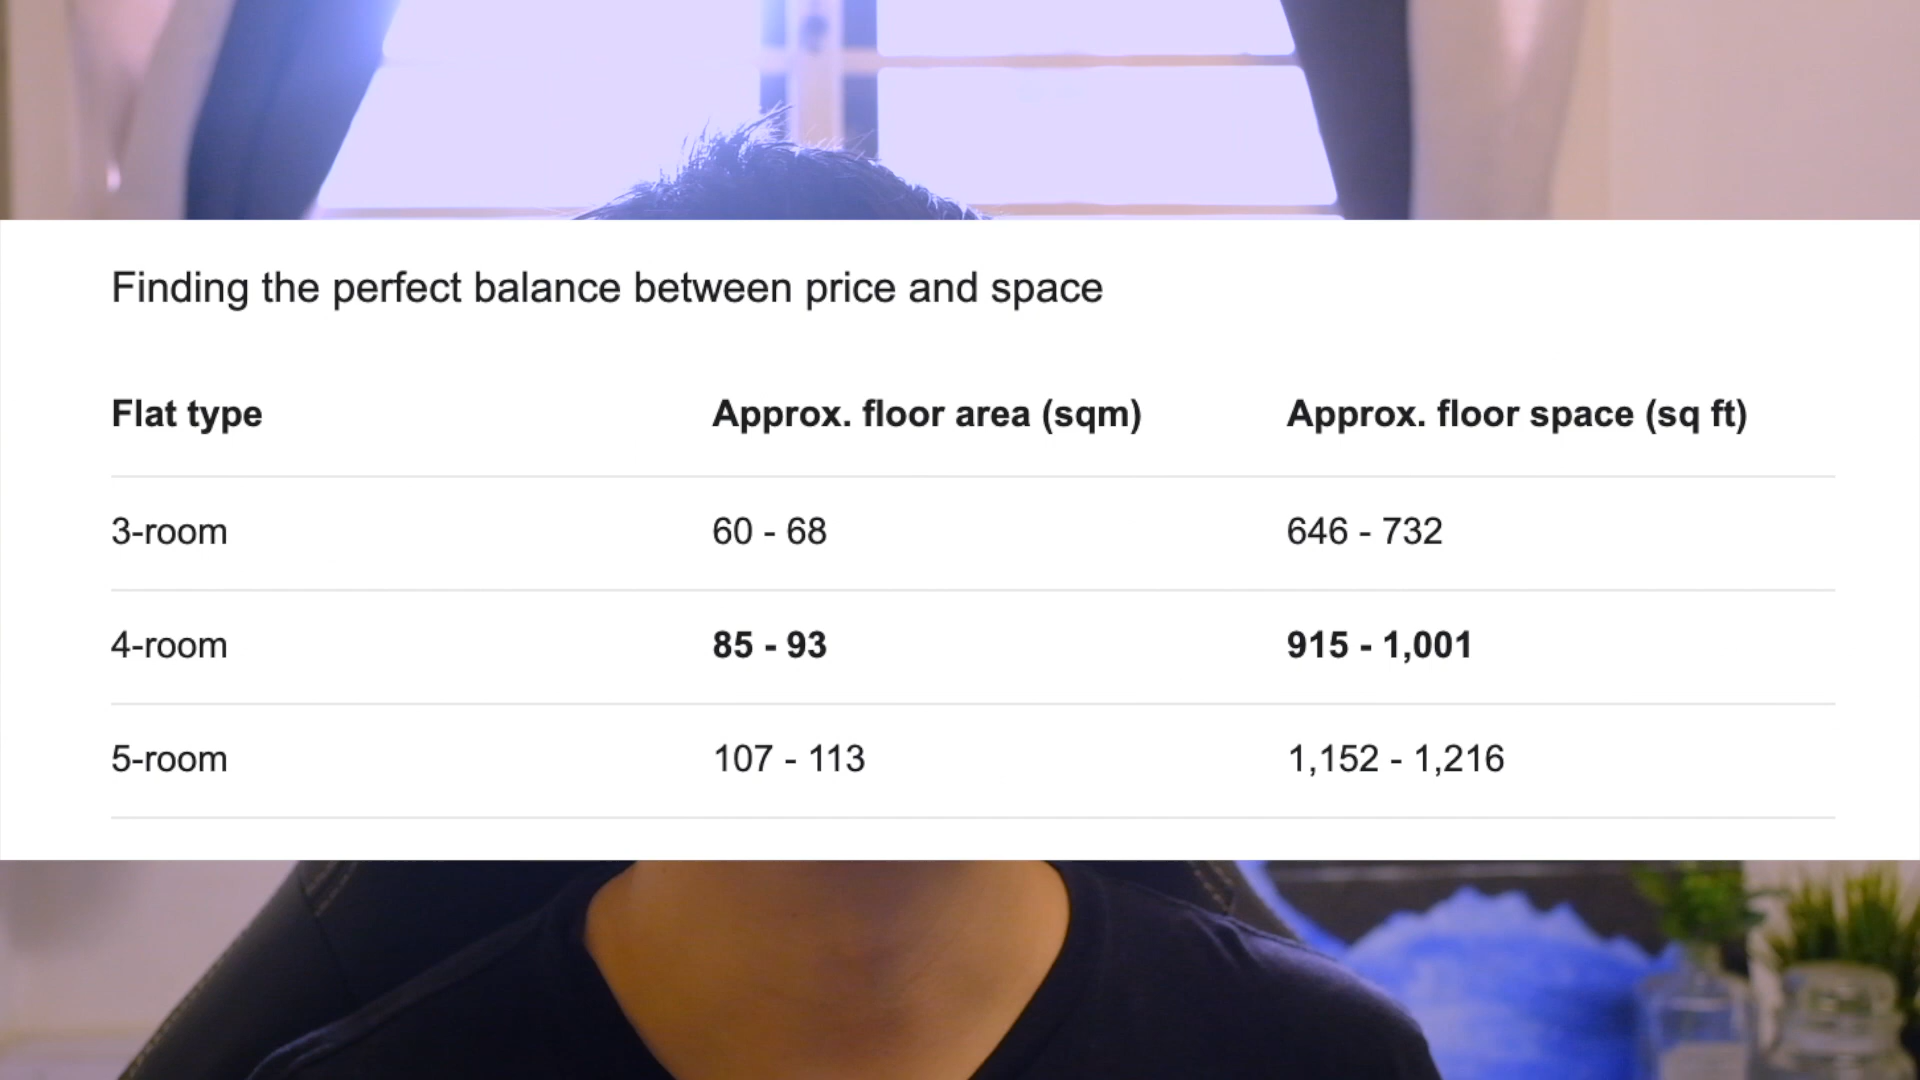 Finding the perfect balance between price and space
Flat type Approx. floor area (sqm) Approx. floor space (sq ft)
3-room 60 - 68 646 - 732
4-room 85 - 93 915 - 1,001
5-room 107 - 113 1,152 - 1,216